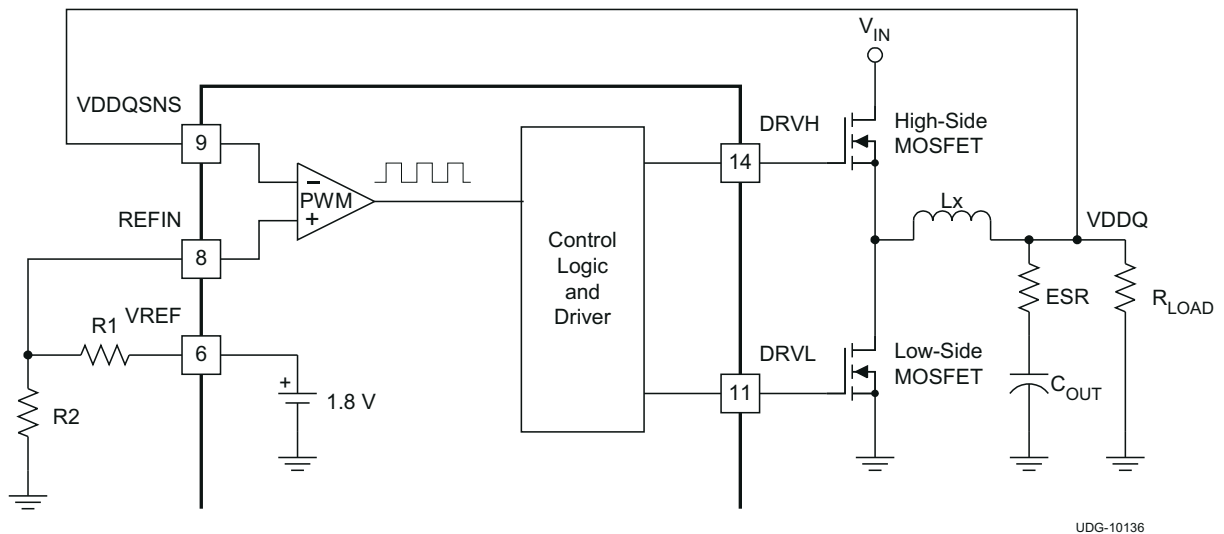 V_IN
VDDQSNS
9
DRVH
High-Side
MOSFET
14
−
PWM
+
REFIN
8
Lx
VDDQ
Control
Logic
and
Driver
ESR
R_LOAD
VREF
R1
6
DRVL
Low-Side
MOSFET
11
+
1.8 V
C_OUT
R2
UDG-10136